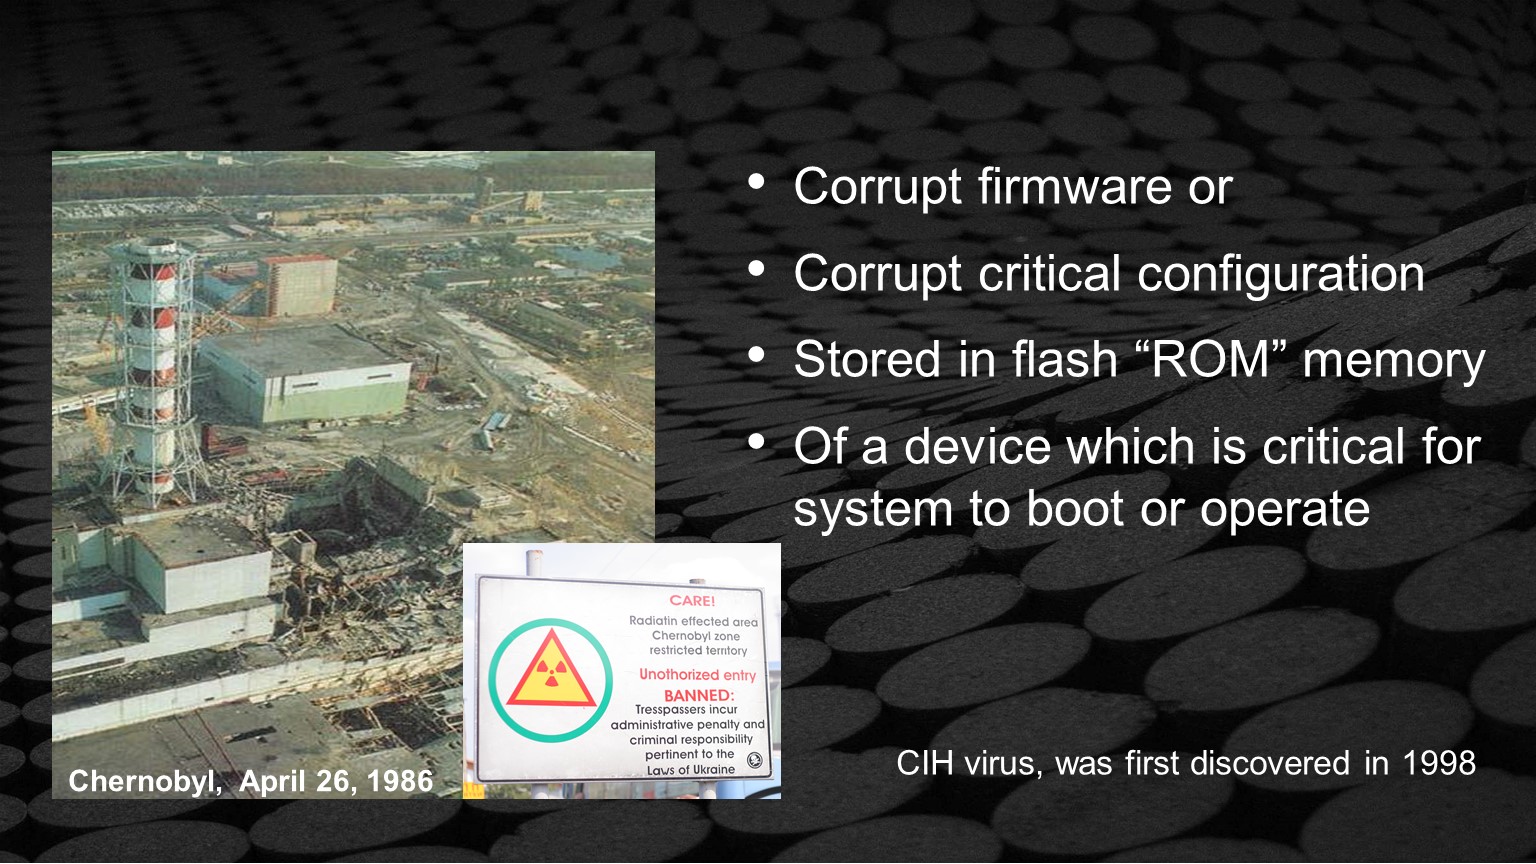 • Corrupt firmware or
• Corrupt critical configuration
• Stored in flash “ROM” memory
• Of a device which is critical for
system to boot or operate
CARE!
Radiatin effected area
Chernobyl zone
restricted territory
Unothorized entry
BANNED:
Tresspassers incur
administrative penalty and
criminal responsibility
pertinent to the
Laws of Ukraine
Chernobyl, April 26, 1986
CIH virus, was first discovered in 1998